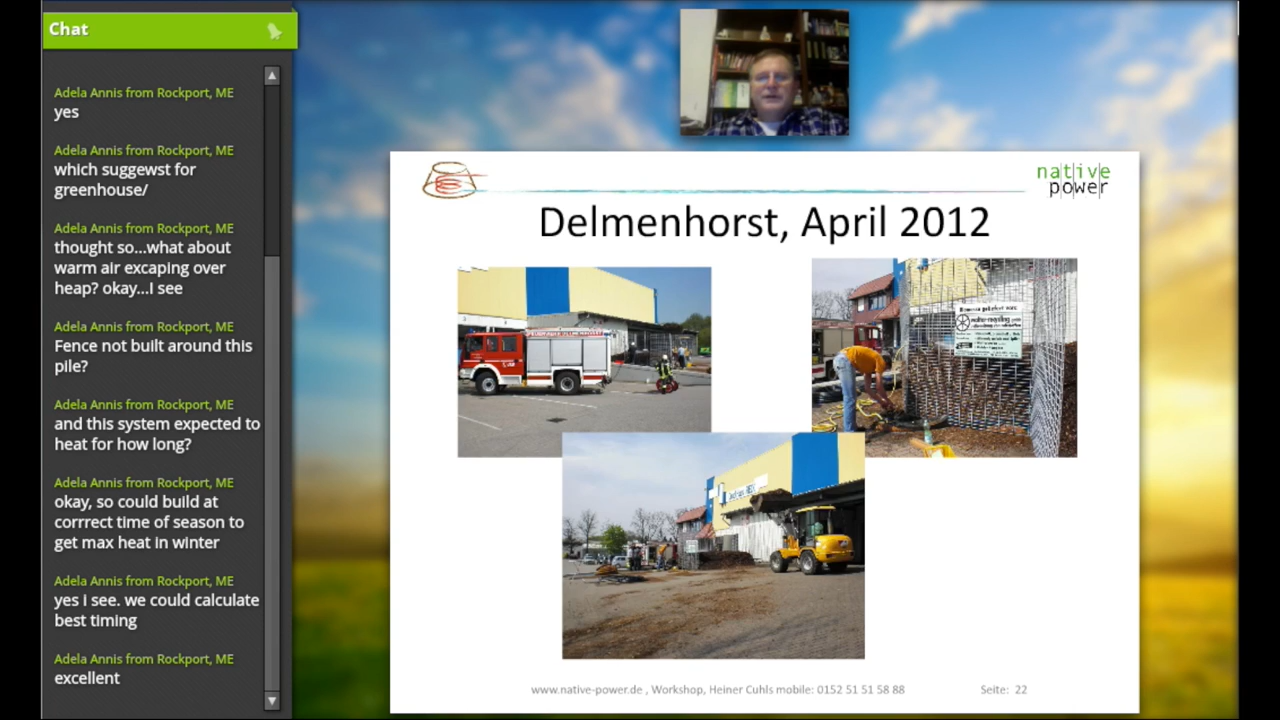 Chat
Adela Annis from Rockport, ME
yes
Adela Annis from Rockport, ME
which suggewst for
greenhouse/
Adela Annis from Rockport, ME
thought so...what about
warm air excaping over
heap? okay...I see
Adela Annis from Rockport, ME
Fence not built around this
pile?
Adela Annis from Rockport, ME
and this system expected to
heat for how long?
Adela Annis from Rockport, ME
okay, so could build at
corrrect time of season to
get max heat in winter
Adela Annis from Rockport, ME
yes i see. we could calculate
best timing
Adela Annis from Rockport, ME
excellent
native
power
Delmenhorst, April 2012
www.native-power.de , Workshop, Heiner Cuhls mobile: 0152 51 51 58 88
Seite: 22